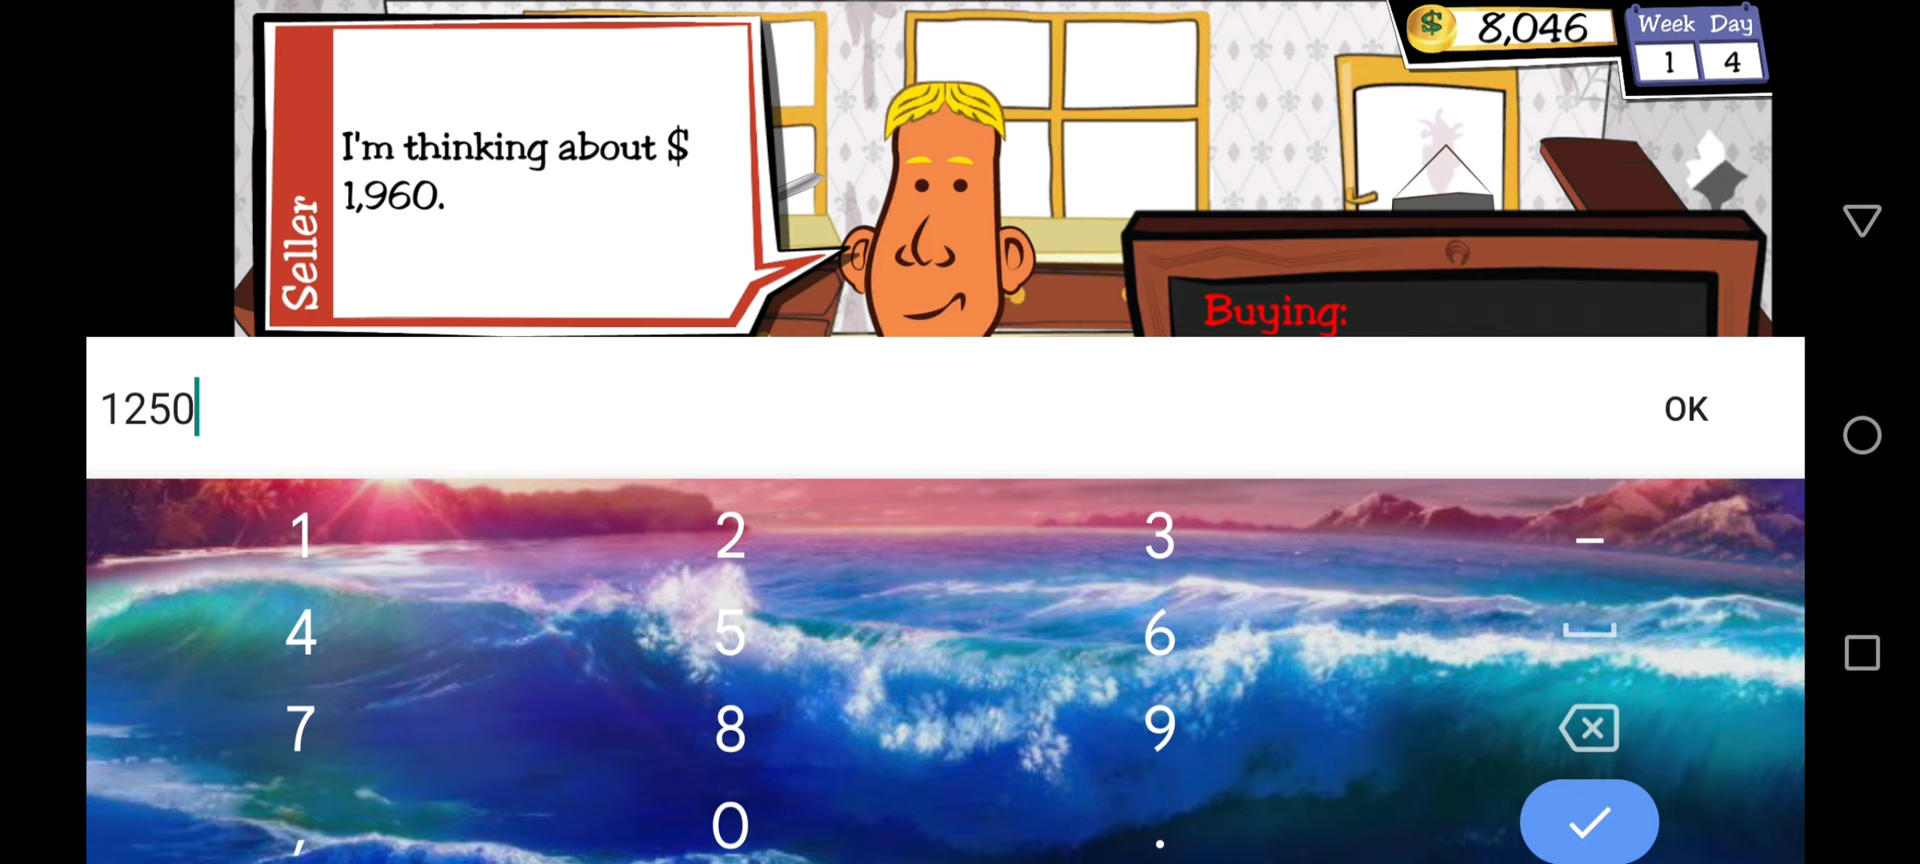 8,046
Week Day
1 4
I'm thinking about $
1,960.
Seller
Buying:
1250
OK
1 2 3 –
4 5 6
7 8 9
, 0 .